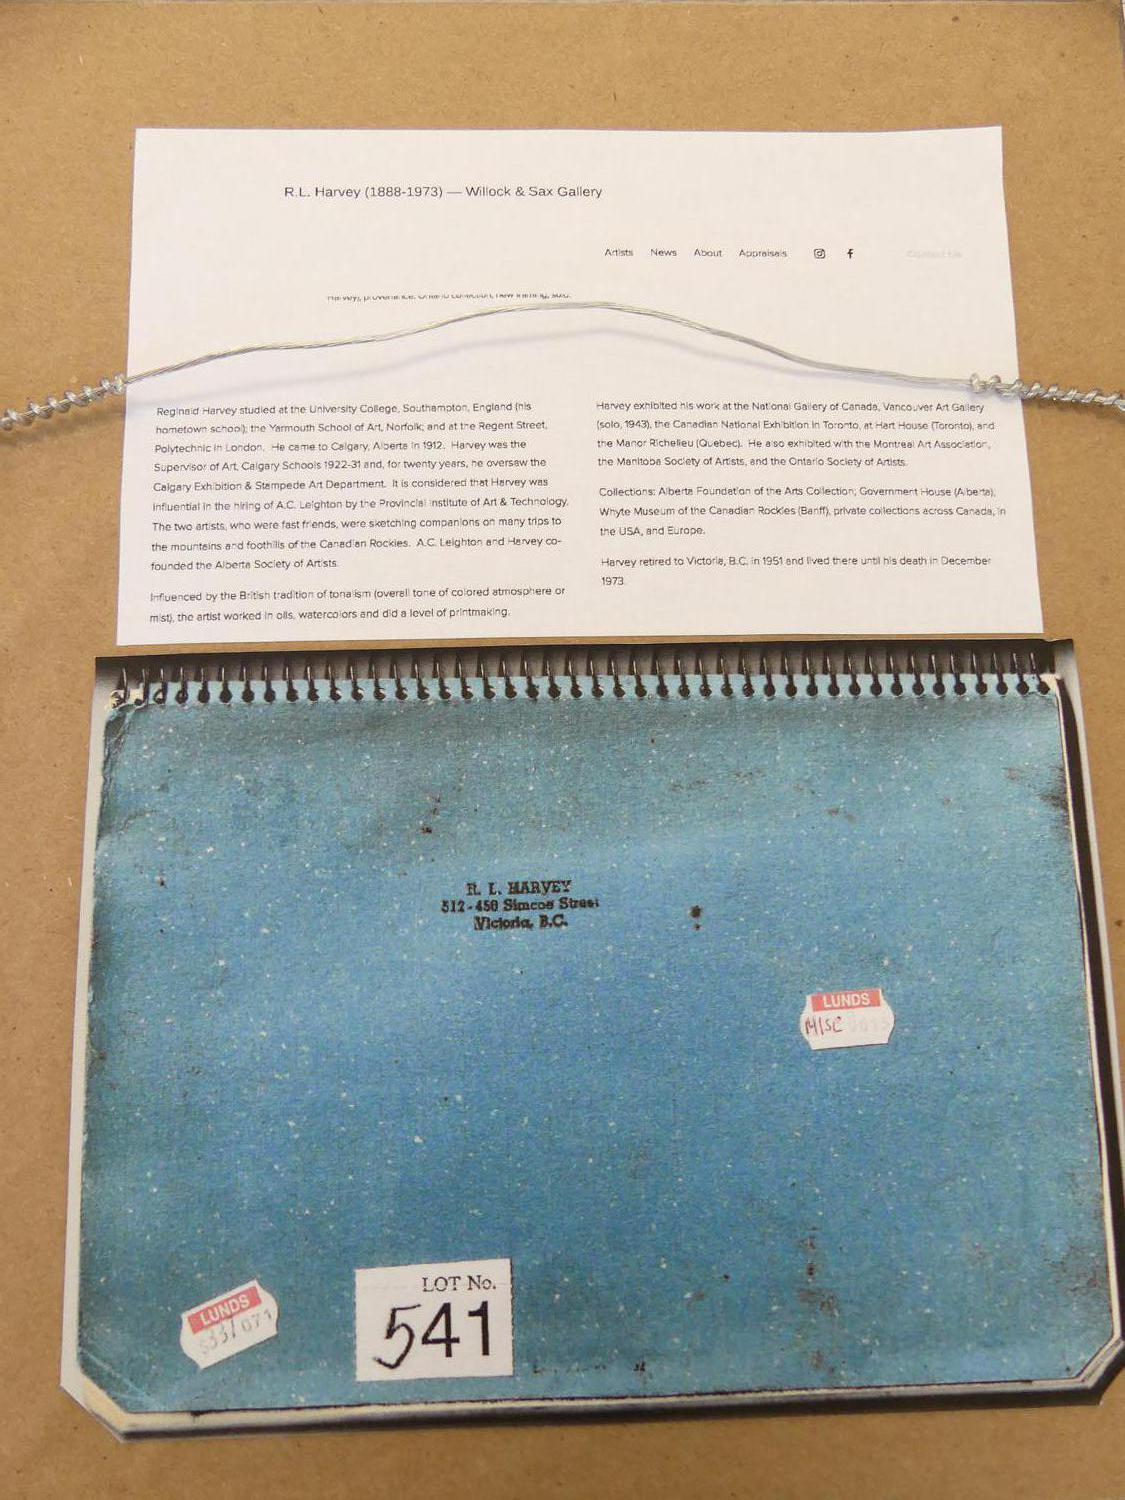 R.L. Harvey (1888-1973) — Willock & Sax Gallery
Artists News About Appraisals Contact Us
Harvey), provenance: Ontario collection, new framing, sold.
Reginald Harvey studied at the University College, Southampton, England (his
hometown school); the Yarmouth School of Art, Norfolk; and at the Regent Street,
Polytechnic in London. He came to Calgary, Alberta in 1912. Harvey was the
Supervisor of Art, Calgary Schools 1922-31 and, for twenty years, he oversaw the
Calgary Exhibition & Stampede Art Department. It is considered that Harvey was
influential in the hiring of A.C. Leighton by the Provincial Institute of Art & Technology.
The two artists, who were fast friends, were sketching companions on many trips to
the mountains and foothills of the Canadian Rockies. A.C. Leighton and Harvey co-
founded the Alberta Society of Artists.
Influenced by the British tradition of tonalism (overall tone of colored atmosphere or
mist), the artist worked in oils, watercolors and did a level of printmaking.
Harvey exhibited his work at the National Gallery of Canada, Vancouver Art Gallery
(solo, 1943), the Canadian National Exhibition in Toronto, at Hart House (Toronto), and
the Manor Richelieu (Quebec). He also exhibited with the Montreal Art Association,
the Manitoba Society of Artists, and the Ontario Society of Artists.
Collections: Alberta Foundation of the Arts Collection; Government House (Alberta);
Whyte Museum of the Canadian Rockies (Banff), private collections across Canada, in
the USA, and Europe.
Harvey retired to Victoria, B.C. in 1951 and lived there until his death in December
1973.
R. L. HARVEY
512-450 Simcoe Street
Victoria, B.C.
LUNDS
MISC
LUNDS
LOT No.
541